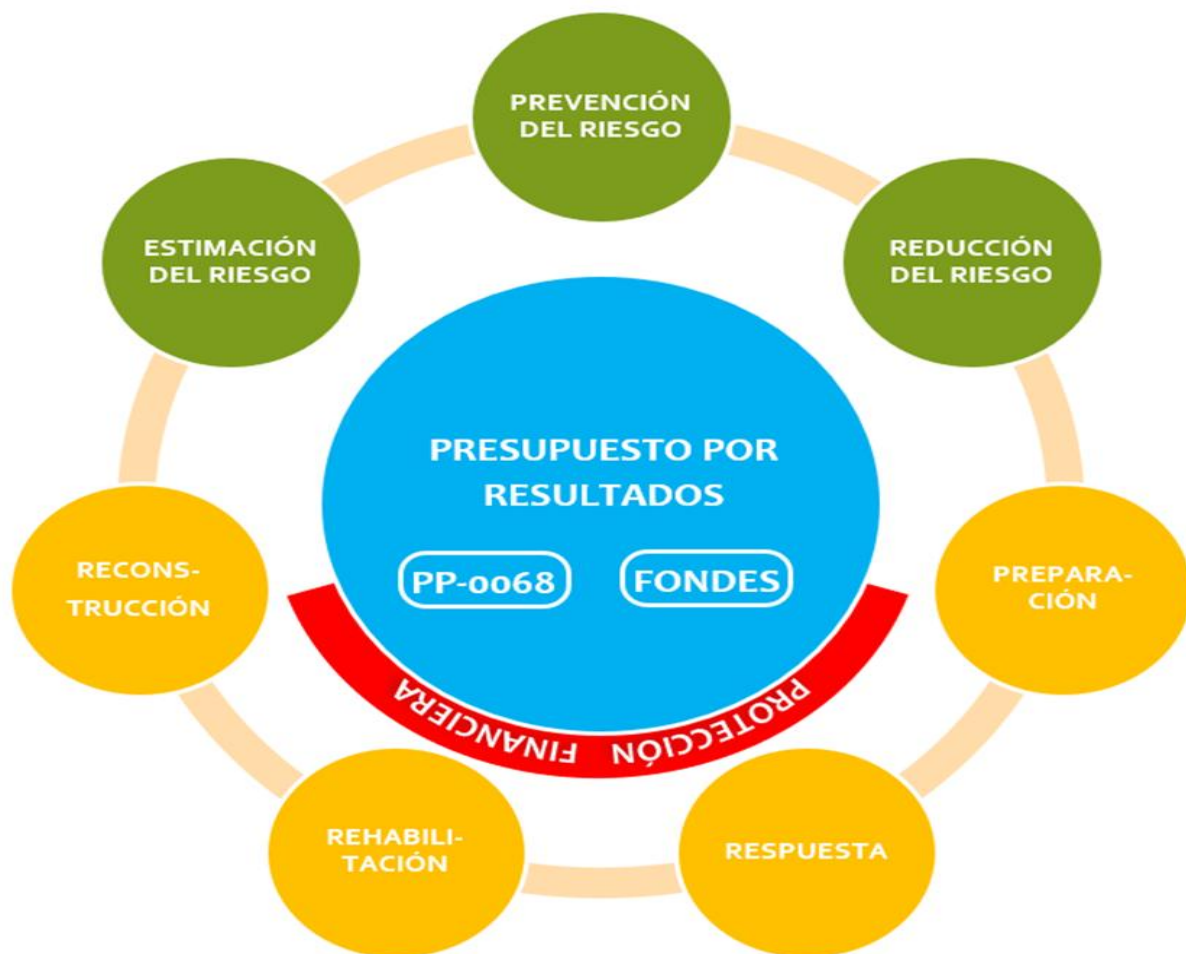 PREVENCIÓN
DEL RIESGO
ESTIMACIÓN
DEL RIESGO
REDUCCIÓN
DEL RIESGO
PRESUPUESTO POR
RESULTADOS
PP-0068
FONDES
RECONS-
TRUCCIÓN
PREPARA-
CIÓN
PROTECCIÓN FINANCIERA
REHABILI-
TACIÓN
RESPUESTA